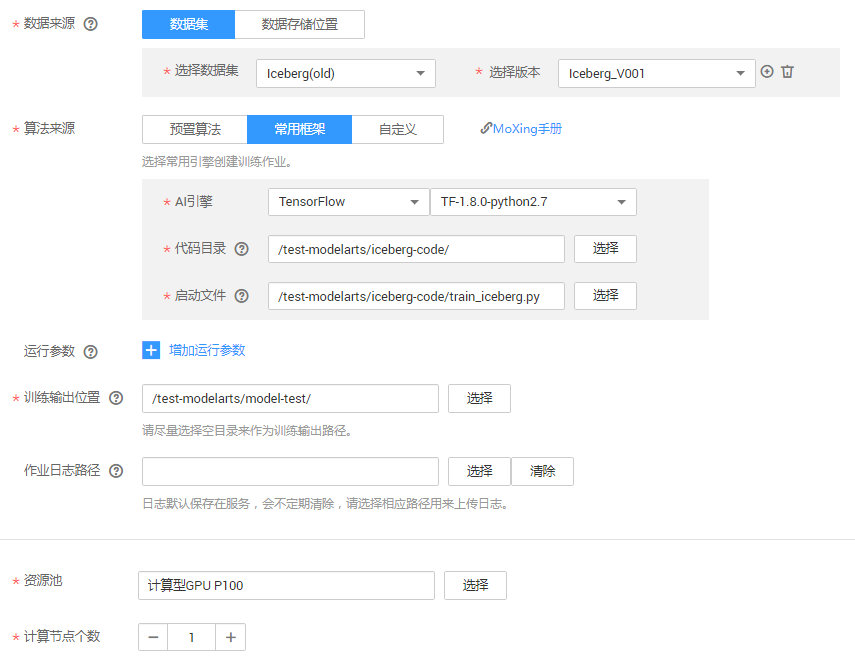 * 数据来源 ? 数据集 数据存储位置
* 选择数据集 Iceberg(old) * 选择版本 Iceberg_V001
* 算法来源 预置算法 常用框架 自定义 MoXing手册
选择常用引擎创建训练作业。
* AI引擎 TensorFlow TF-1.8.0-python2.7
* 代码目录 ? /test-modelarts/iceberg-code/ 选择
* 启动文件 ? /test-modelarts/iceberg-code/train_iceberg.py 选择
运行参数 ? + 增加运行参数
* 训练输出位置 ? /test-modelarts/model-test/ 选择
请尽量选择空目录来作为训练输出路径。
作业日志路径 ? 选择 清除
日志默认保存在服务，会不定期清除，请选择相应路径用来上传日志。
* 资源池 计算型GPU P100 选择
* 计算节点个数 − 1 +